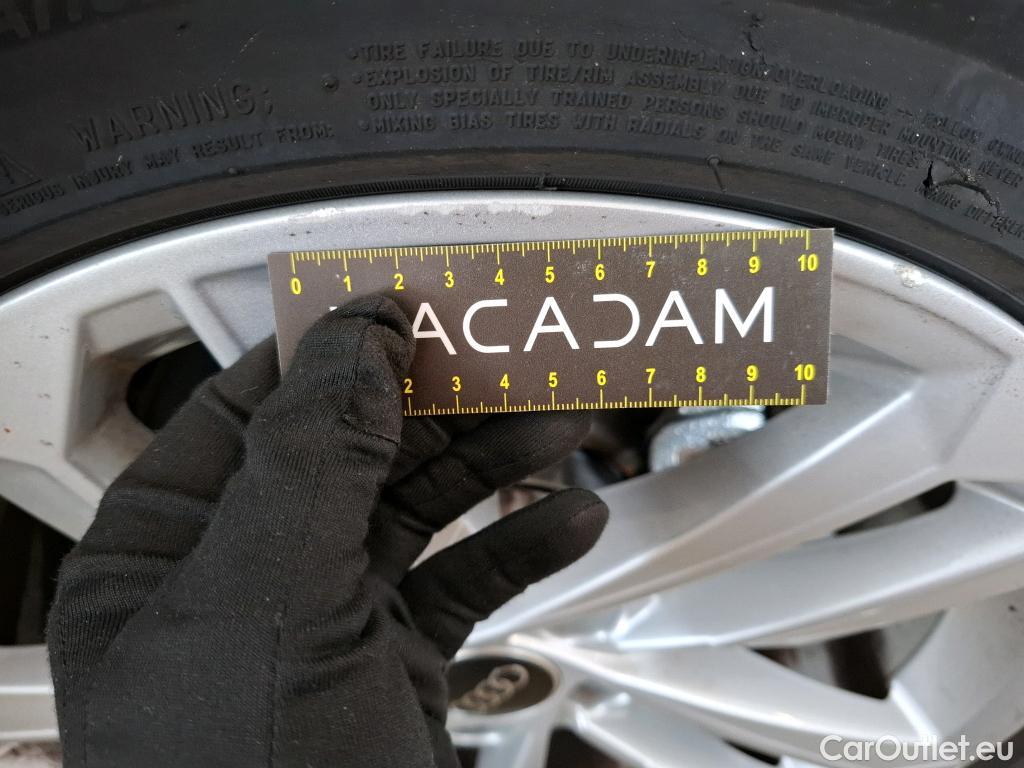 WARNING:
SERIOUS INJURY MAY RESULT FROM:
•TIRE FAILURE DUE TO UNDERINFLATION/OVERLOADING -- FOLLOW
•EXPLOSION OF TIRE/RIM ASSEMBLY DUE TO IMPROPER MOUNTING. NEVER
ONLY SPECIALLY TRAINED PERSONS SHOULD MOUNT TIRES.
•MIXING BIAS TIRES WITH RADIALS ON THE SAME VEHICLE.
0 1 2 3 4 5 6 7 8 9 10
ACADAM
2 3 4 5 6 7 8 9 10
CarOutlet.eu